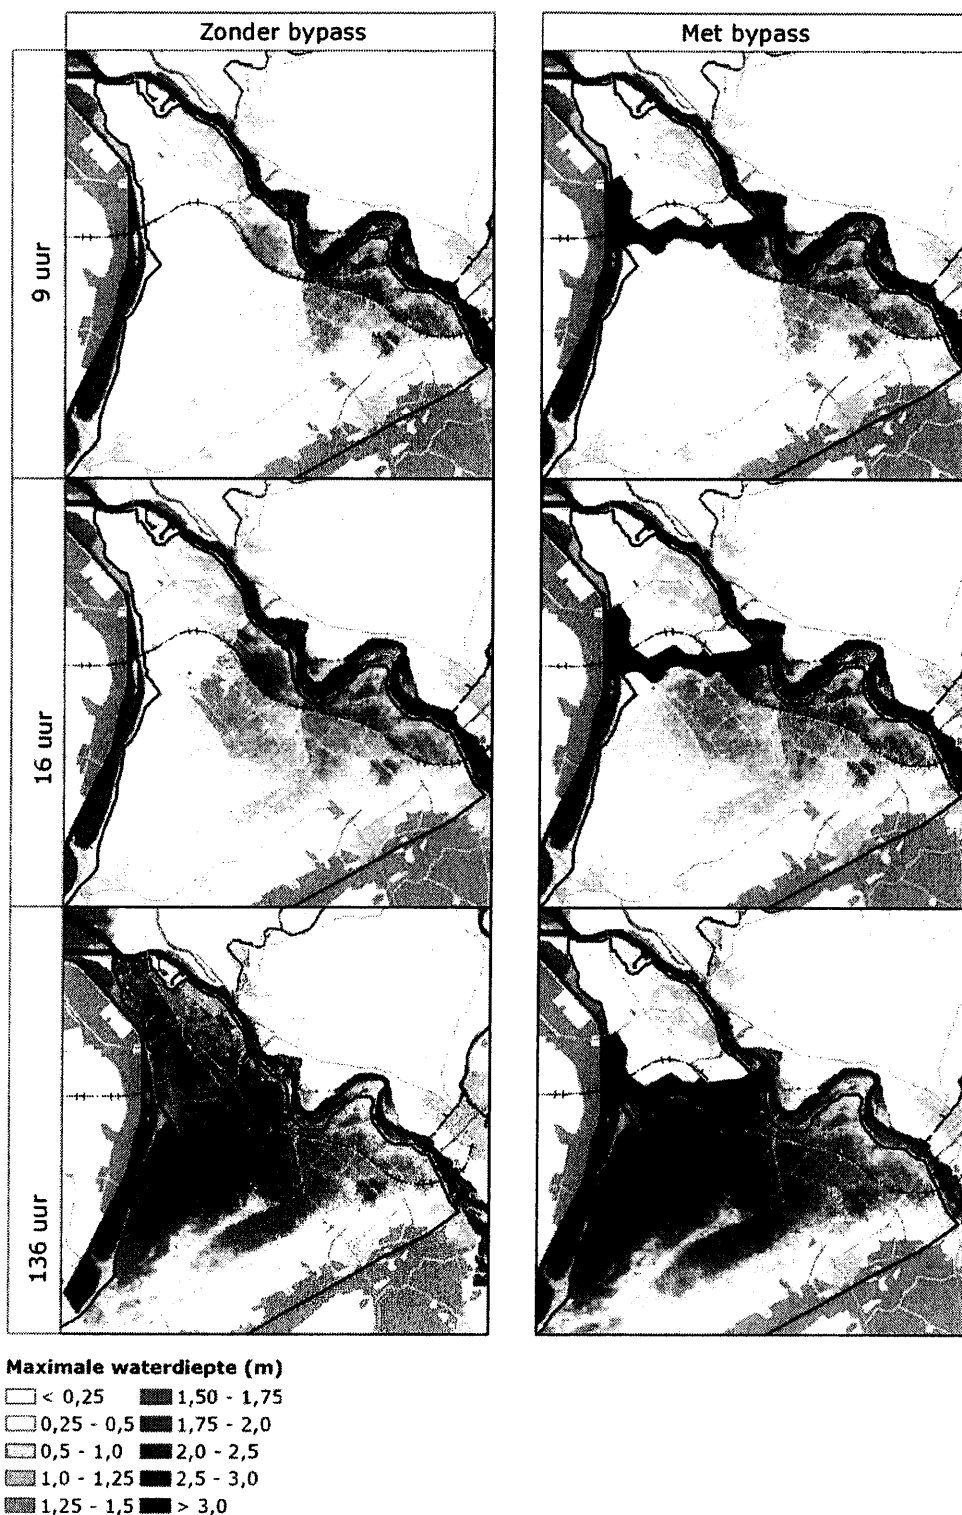 Zonder bypass
Met bypass
9 uur
16 uur
136 uur
Maximale waterdiepte (m)
< 0,25
1,50 - 1,75
0,25 - 0,5
1,75 - 2,0
0,5 - 1,0
2,0 - 2,5
1,0 - 1,25
2,5 - 3,0
1,25 - 1,5
> 3,0